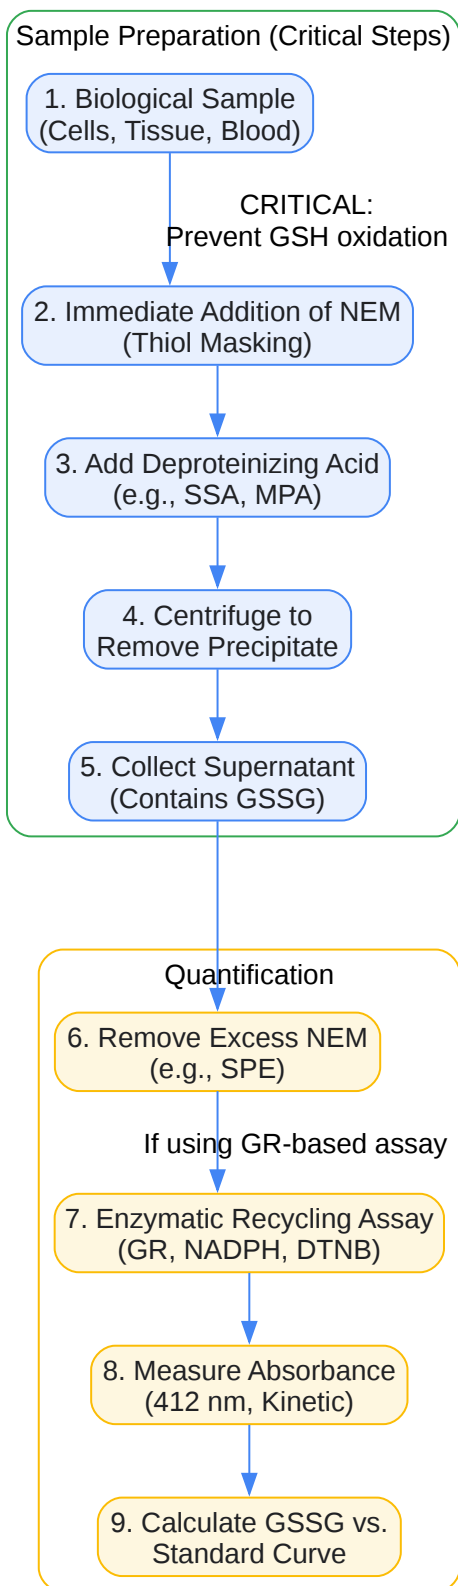 Sample Preparation (Critical Steps)
1. Biological Sample
(Cells, Tissue, Blood)
CRITICAL:
Prevent GSH oxidation
2. Immediate Addition of NEM
(Thiol Masking)
3. Add Deproteinizing Acid
(e.g., SSA, MPA)
4. Centrifuge to
Remove Precipitate
5. Collect Supernatant
(Contains GSSG)
Quantification
6. Remove Excess NEM
(e.g., SPE)
If using GR-based assay
7. Enzymatic Recycling Assay
(GR, NADPH, DTNB)
8. Measure Absorbance
(412 nm, Kinetic)
9. Calculate GSSG vs.
Standard Curve